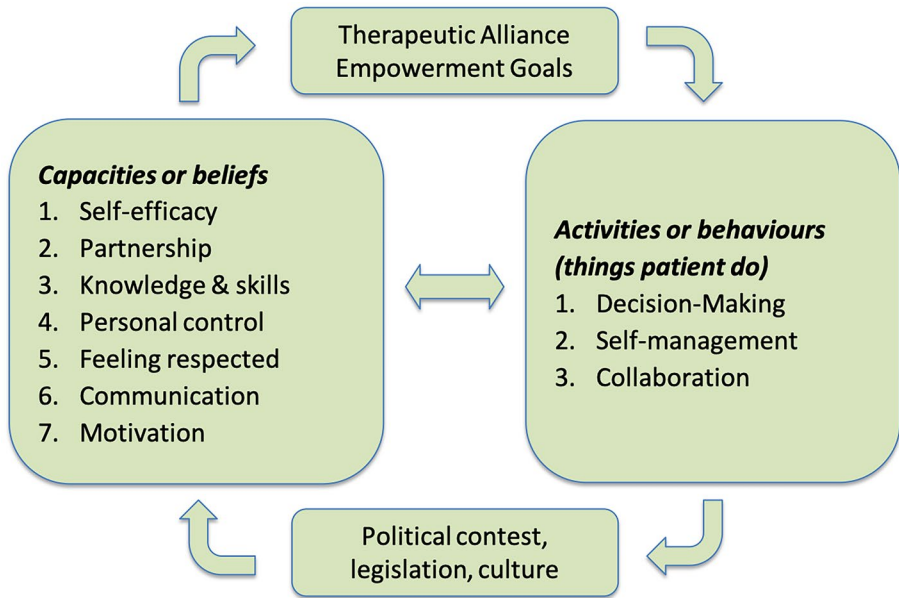 Therapeutic Alliance
Empowerment Goals
Capacities or beliefs
1. Self-efficacy
2. Partnership
3. Knowledge & skills
4. Personal control
5. Feeling respected
6. Communication
7. Motivation
Activities or behaviours
(things patient do)
1. Decision-Making
2. Self-management
3. Collaboration
Political contest,
legislation, culture